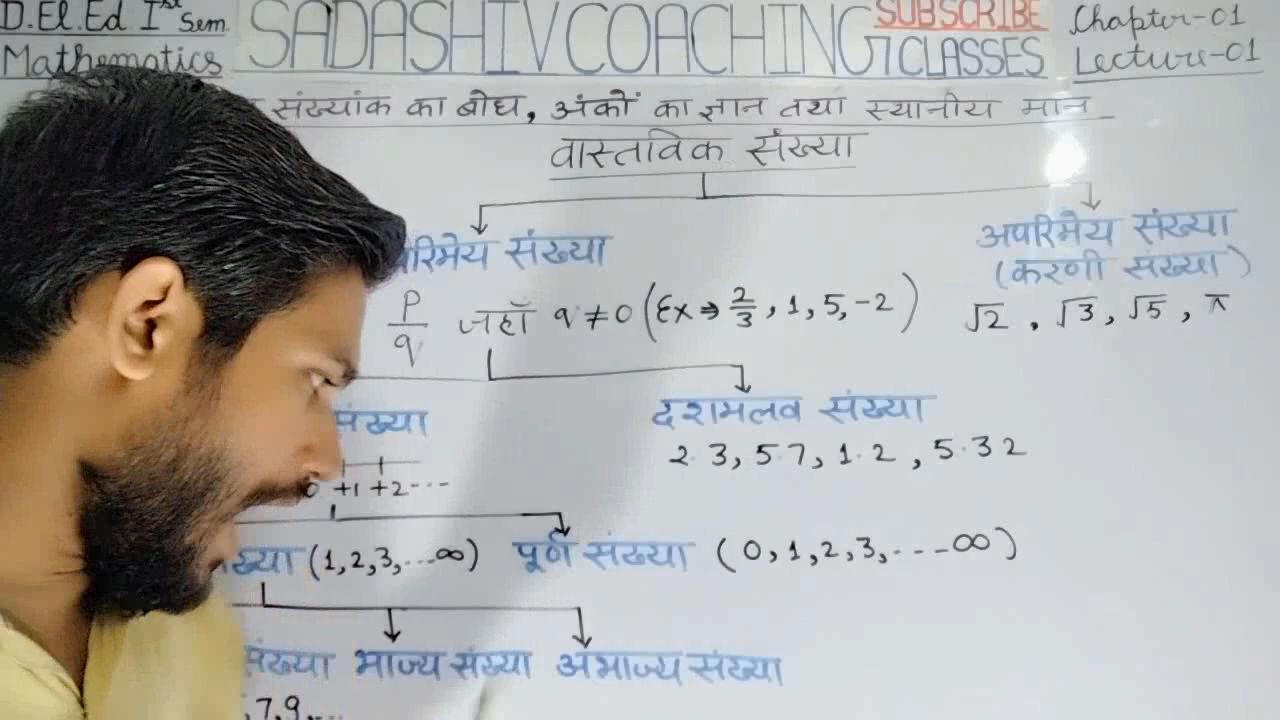 D.El.Ed Ist Sem.
Mathematics
SADASHIV COACHING CLASSES
SUBSCRIBE
Chapter-01
Lecture-01
संख्यांक का बोध, अंकों का ज्ञान तथा स्थानीय मान
वास्तविक संख्या
संख्या
अपरिमेय संख्या
(करणी संख्या)
p/q जहाँ q ≠ 0 (Ex → 2/3, 1, 5, -2)
√2, √3, √5, π
संख्या
दशमलव संख्या
2.3, 5.7, 1.2, 5.32
0 +1 +2 ...
(1, 2, 3, ... ∞) पूर्ण संख्या (0, 1, 2, 3, .... ∞)
संख्या भाज्य संख्या अभाज्य संख्या
, 7, 9, ...